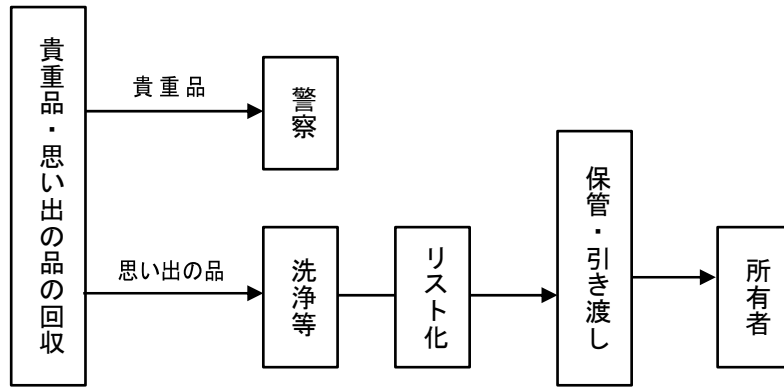 貴重品・思い出の品の回収
貴重品
警察
思い出の品
洗浄等
リスト化
保管・引き渡し
所有者